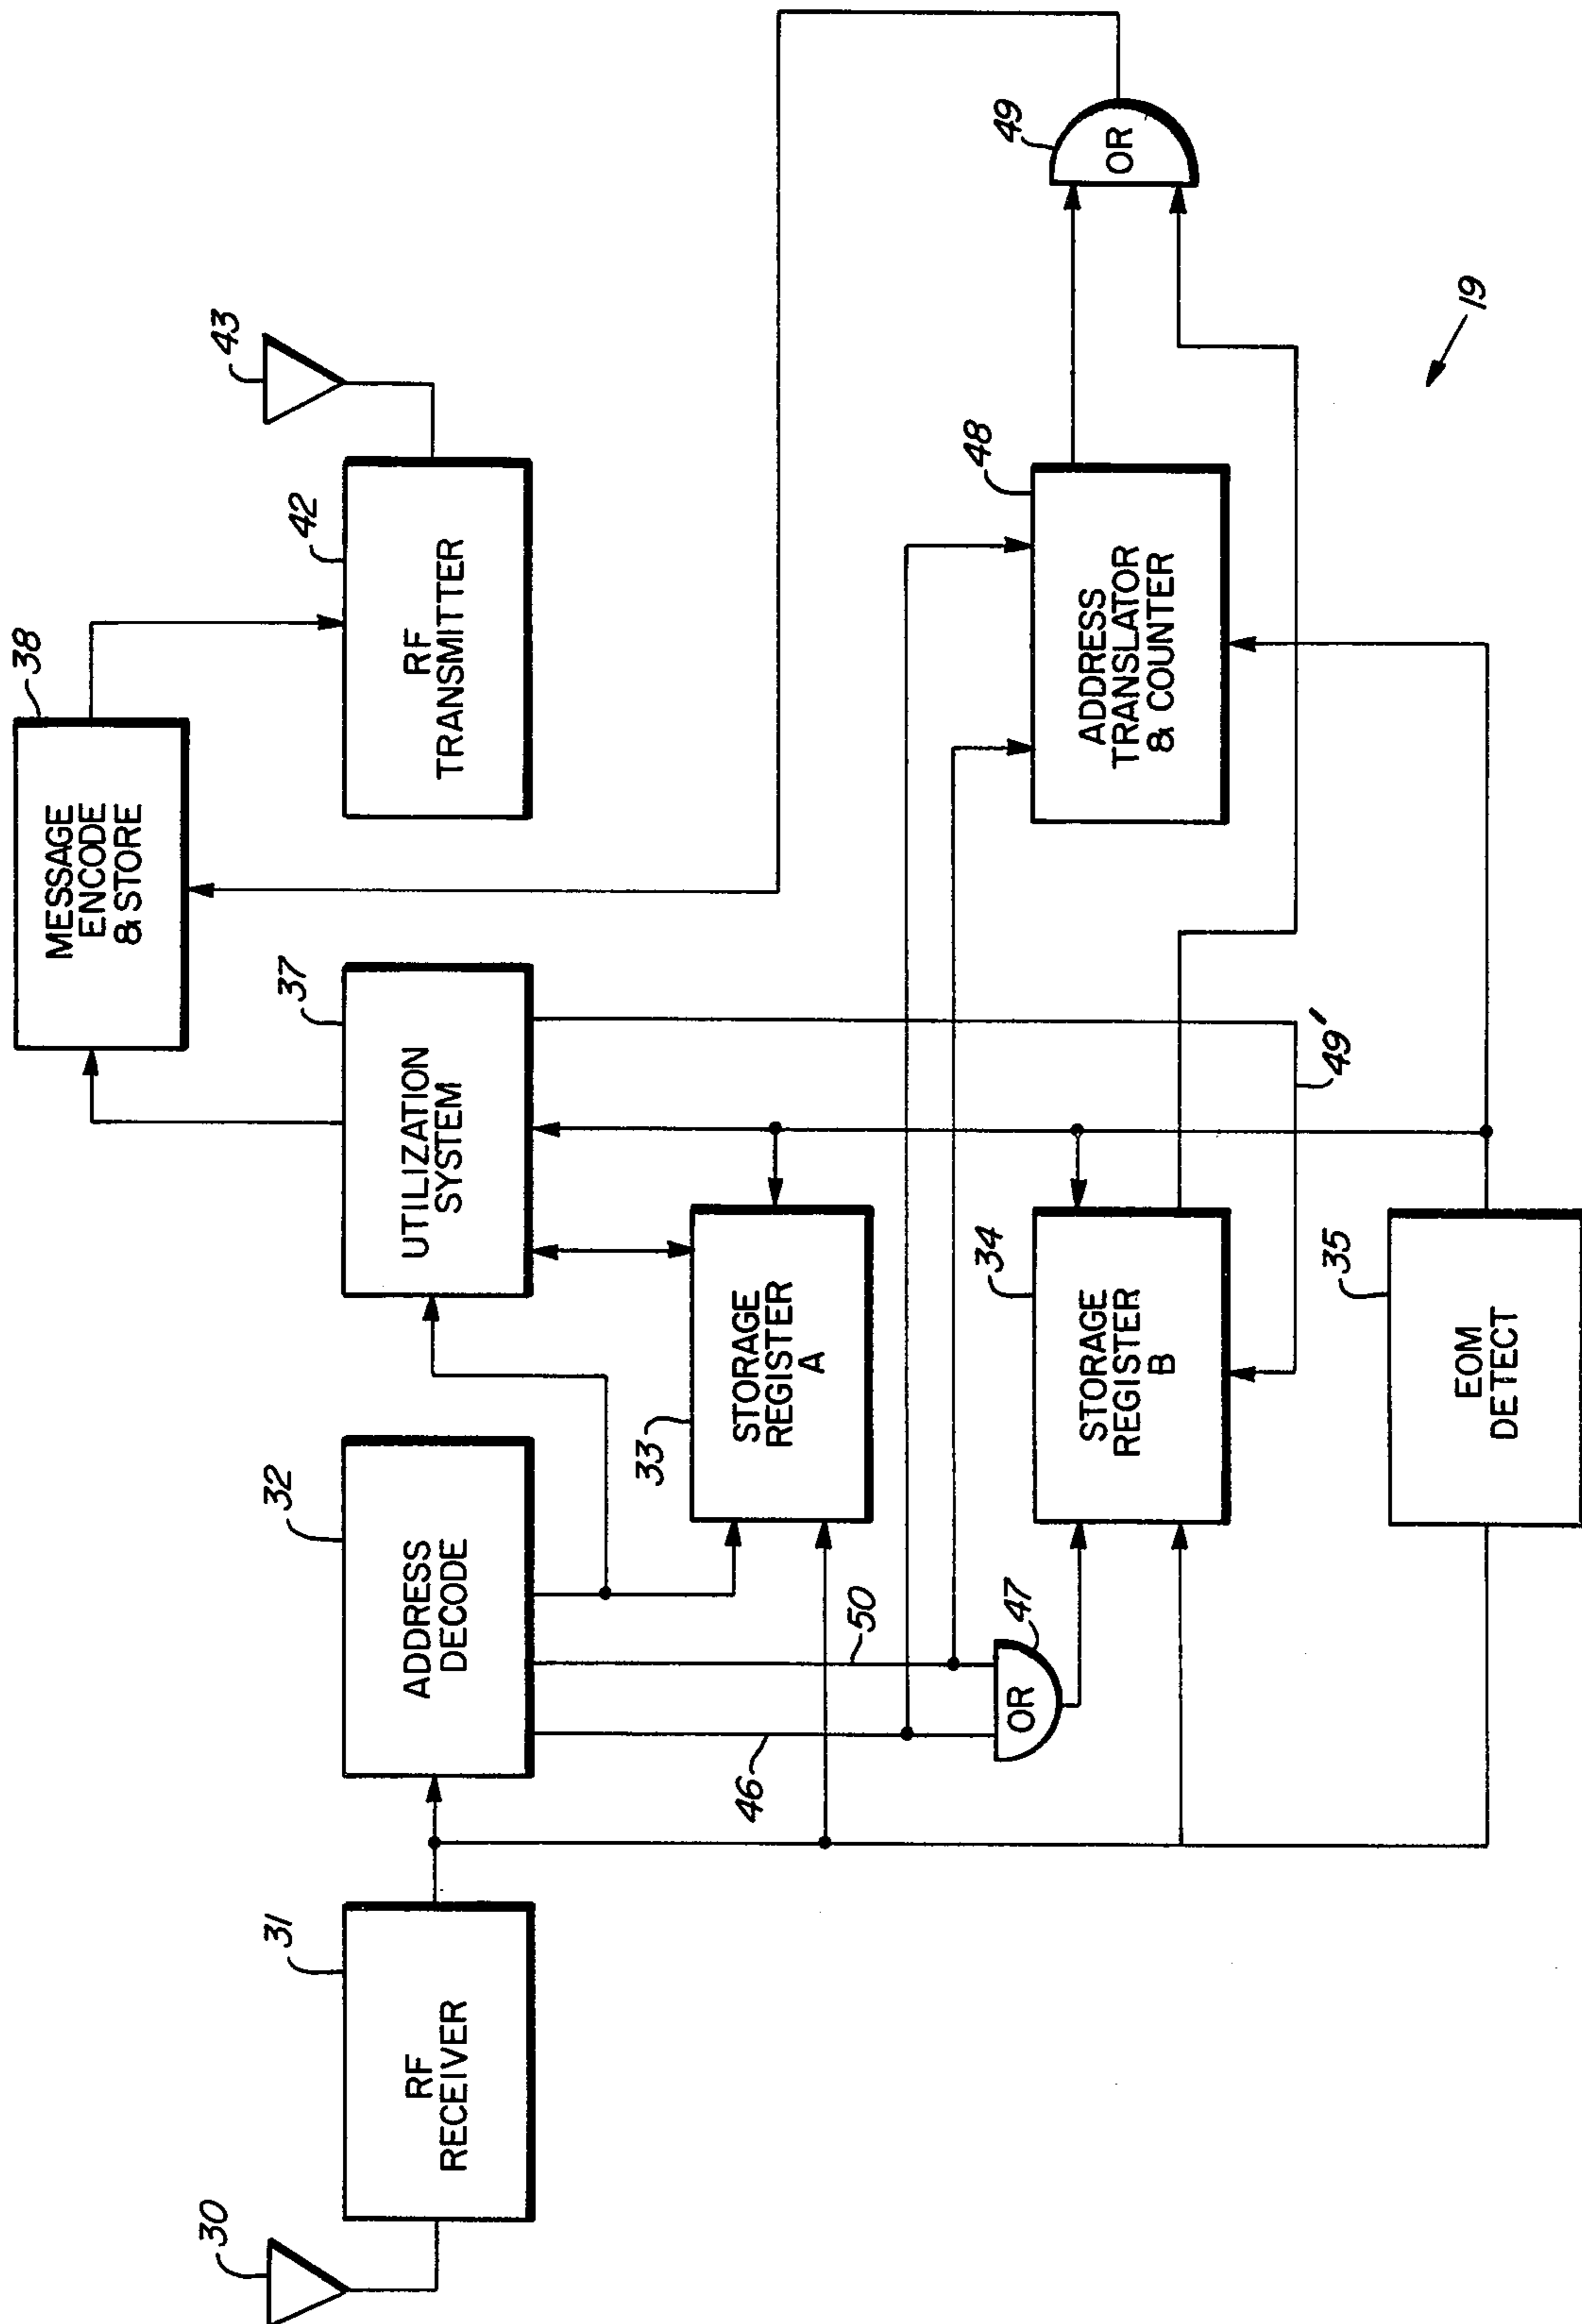 38
MESSAGE
ENCODE
& STORE
43
42
RF
TRANSMITTER
37
UTILIZATION
SYSTEM
32
ADDRESS
DECODE
31
RF
RECEIVER
30
33
STORAGE
REGISTER
A
50
46
47
OR
34
STORAGE
REGISTER
B
35
EOM
DETECT
49'
48
ADDRESS
TRANSLATOR
& COUNTER
49
OR
19